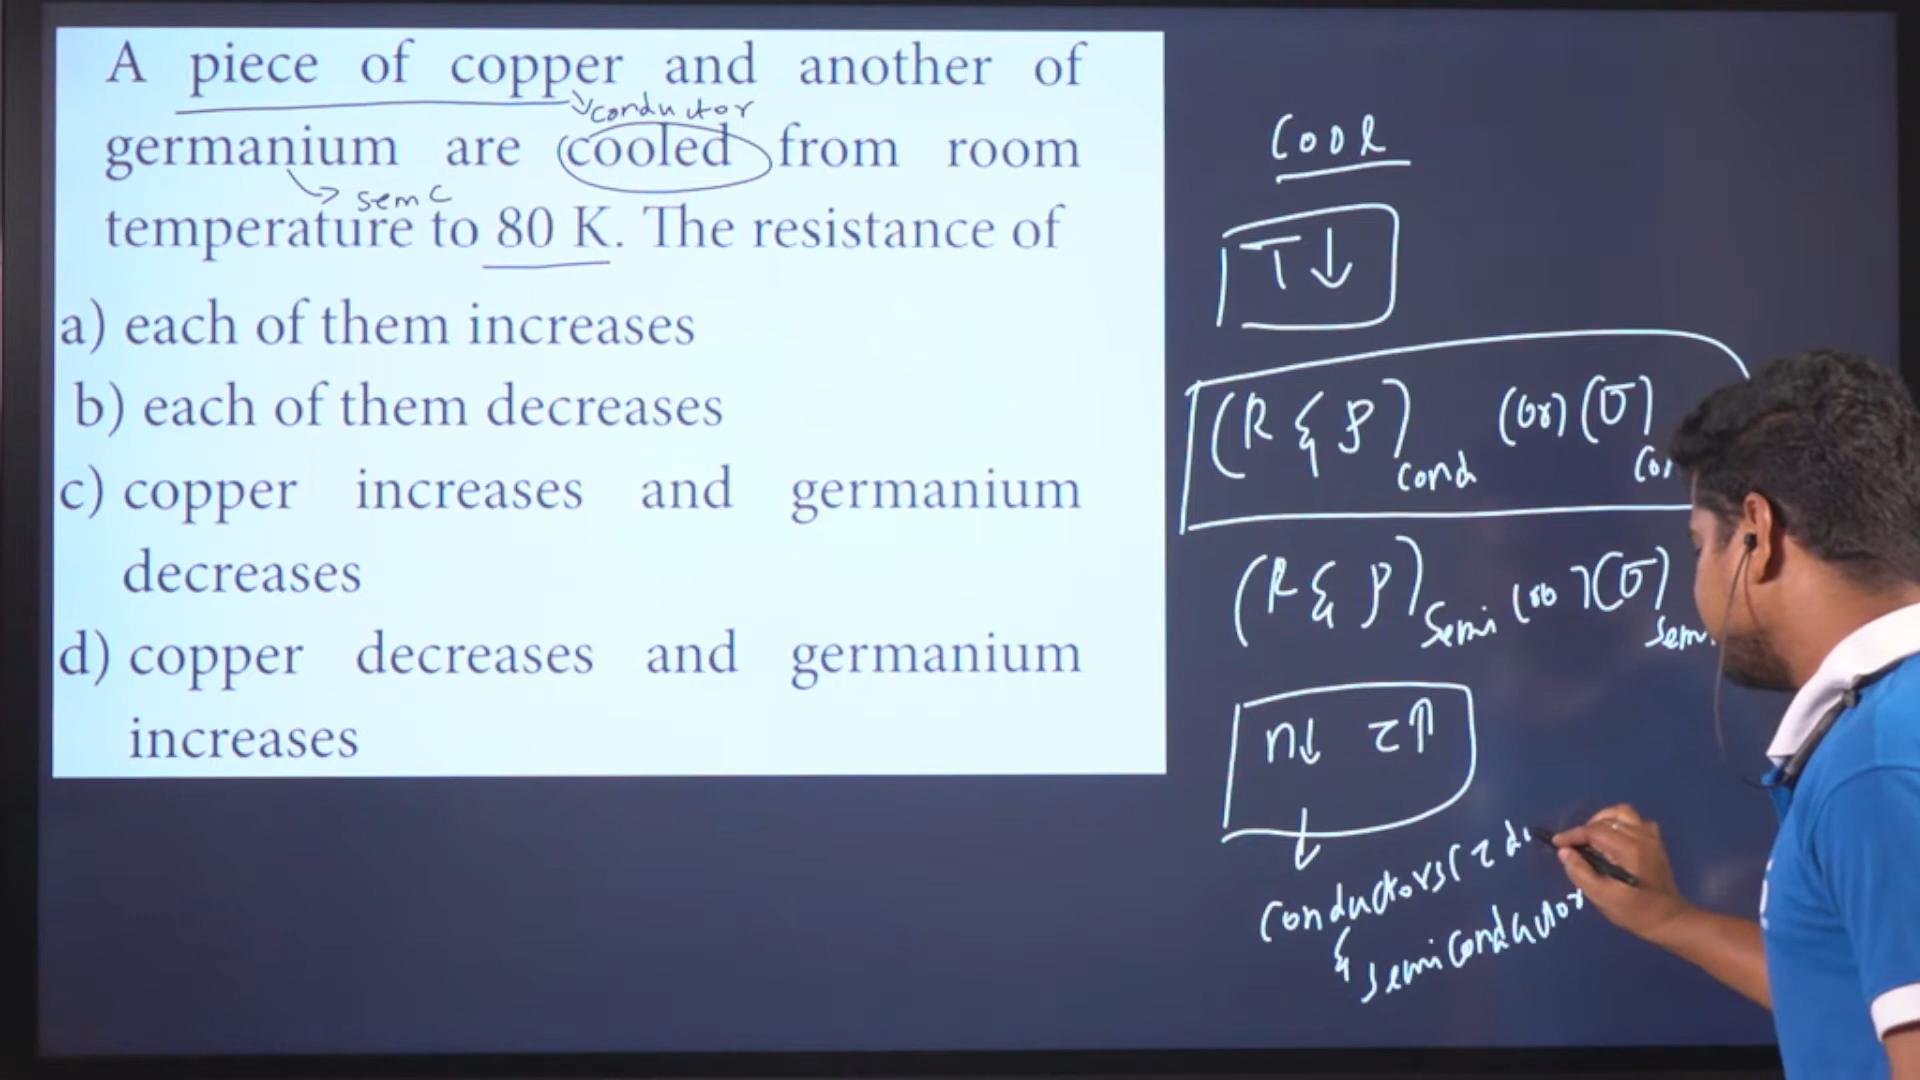 A piece of copper and another of
conductor
germanium are cooled from room
semc
temperature to 80 K. The resistance of
a) each of them increases
b) each of them decreases
c) copper increases and germanium
decreases
d) copper decreases and germanium
increases
Cool
T↓
(R & ρ)cond (or) (σ)
(R & ρ)semi (or) (σ)semi
n↓ τ↑
↓
Conductors (τ
&
semiconductor